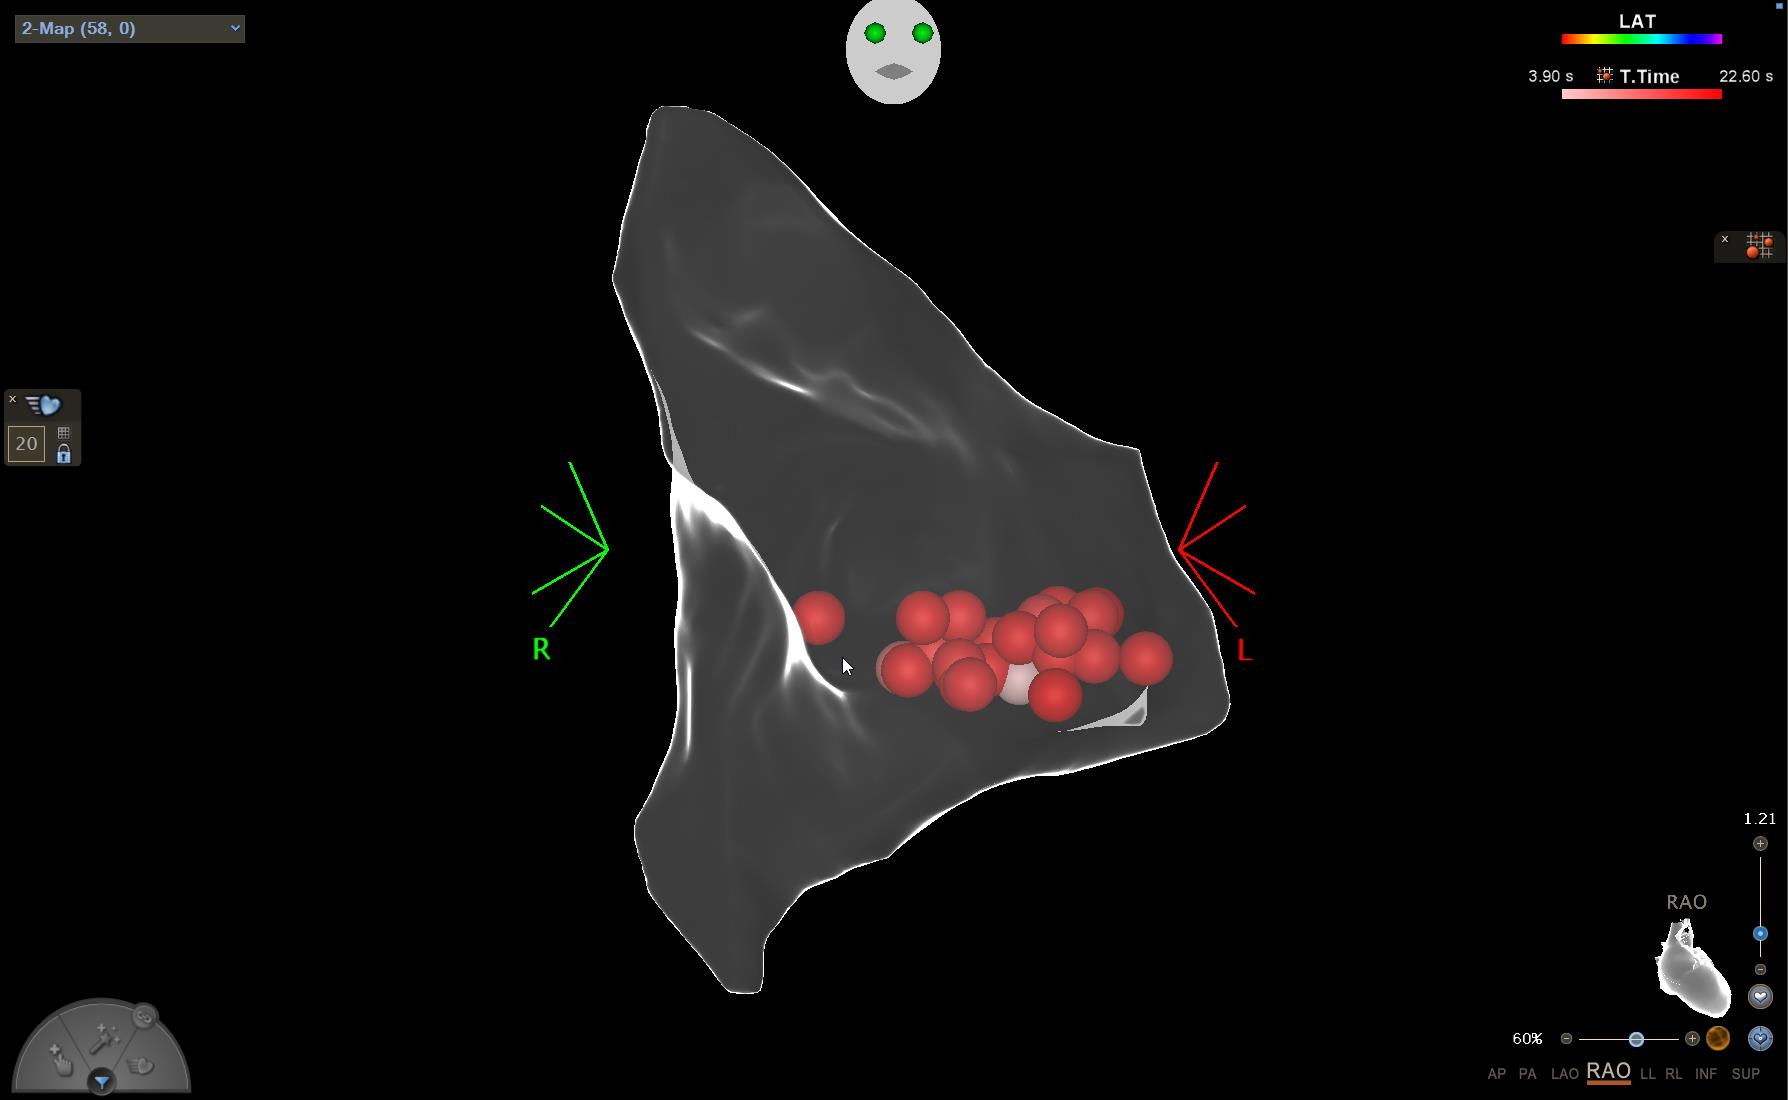 2-Map (58, 0)
LAT
3.90 s T.Time 22.60 s
x
x
20
R
L
1.21
RAO
60%
AP PA LAO RAO LL RL INF SUP